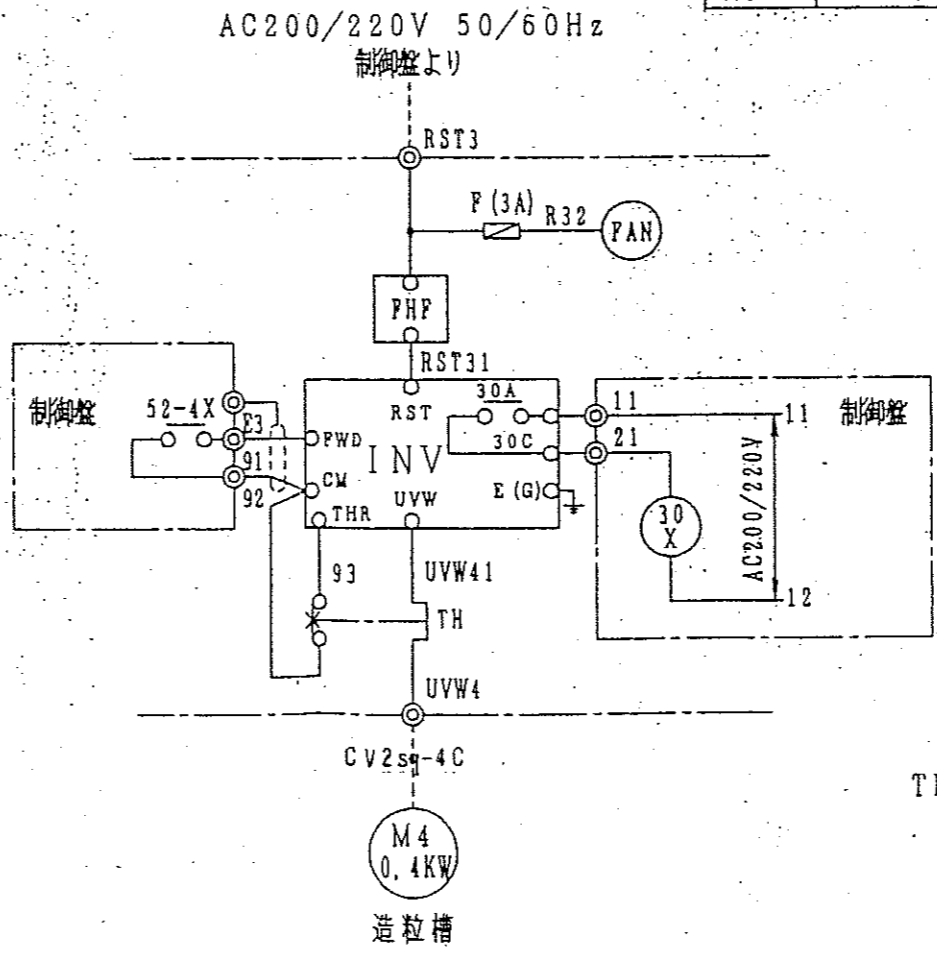 AC200/220V 50/60Hz
制御盤より
RST3
F(3A)
R32
FAN
FHF
RST31
制御盤
52-4X
E3
91
92
FWD
CM
THR
RST
INV
UVW
30A
30C
E(G)
11
21
11
制御盤
30
X
AC200/220V
12
93
UVW41
TH
UVW4
CV2sq-4C
M4
0,4KW
造粒槽